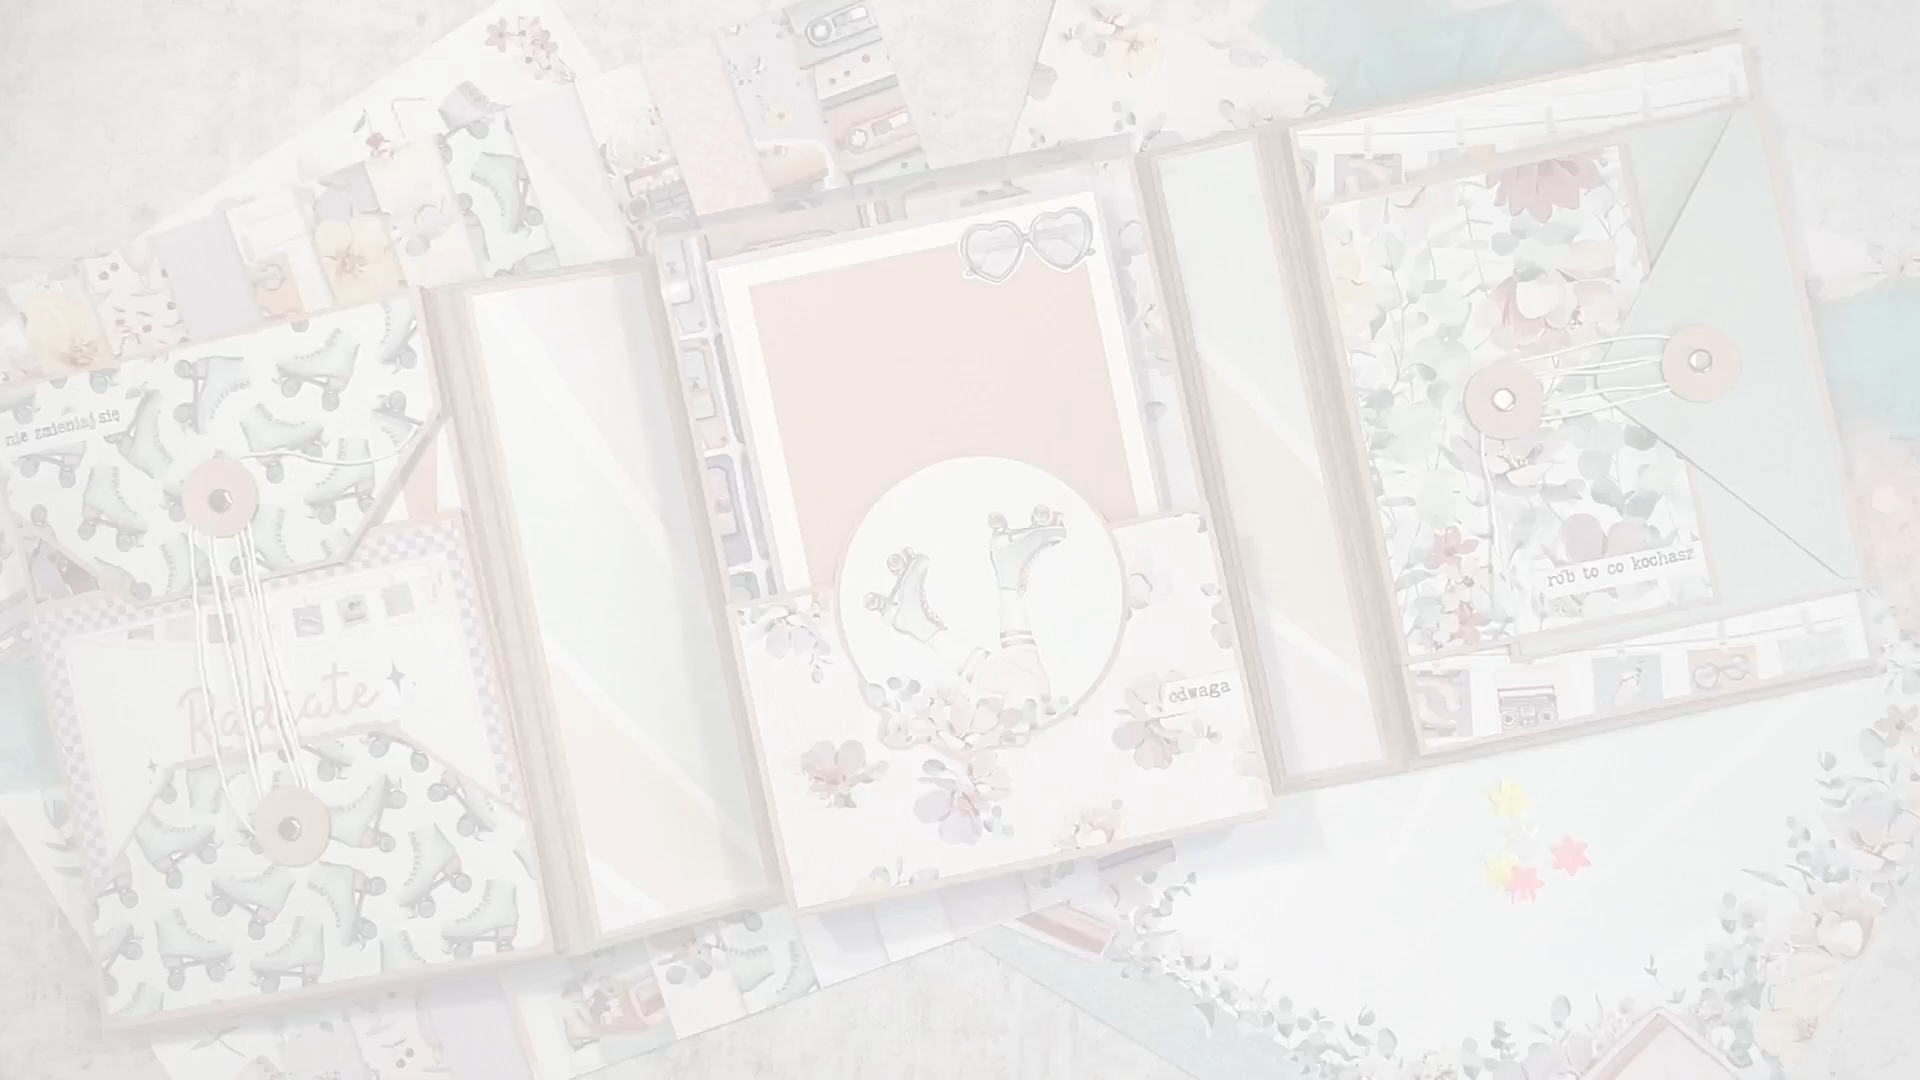 nie zmieniaj się
Radiate
odwaga
rób to co kochasz